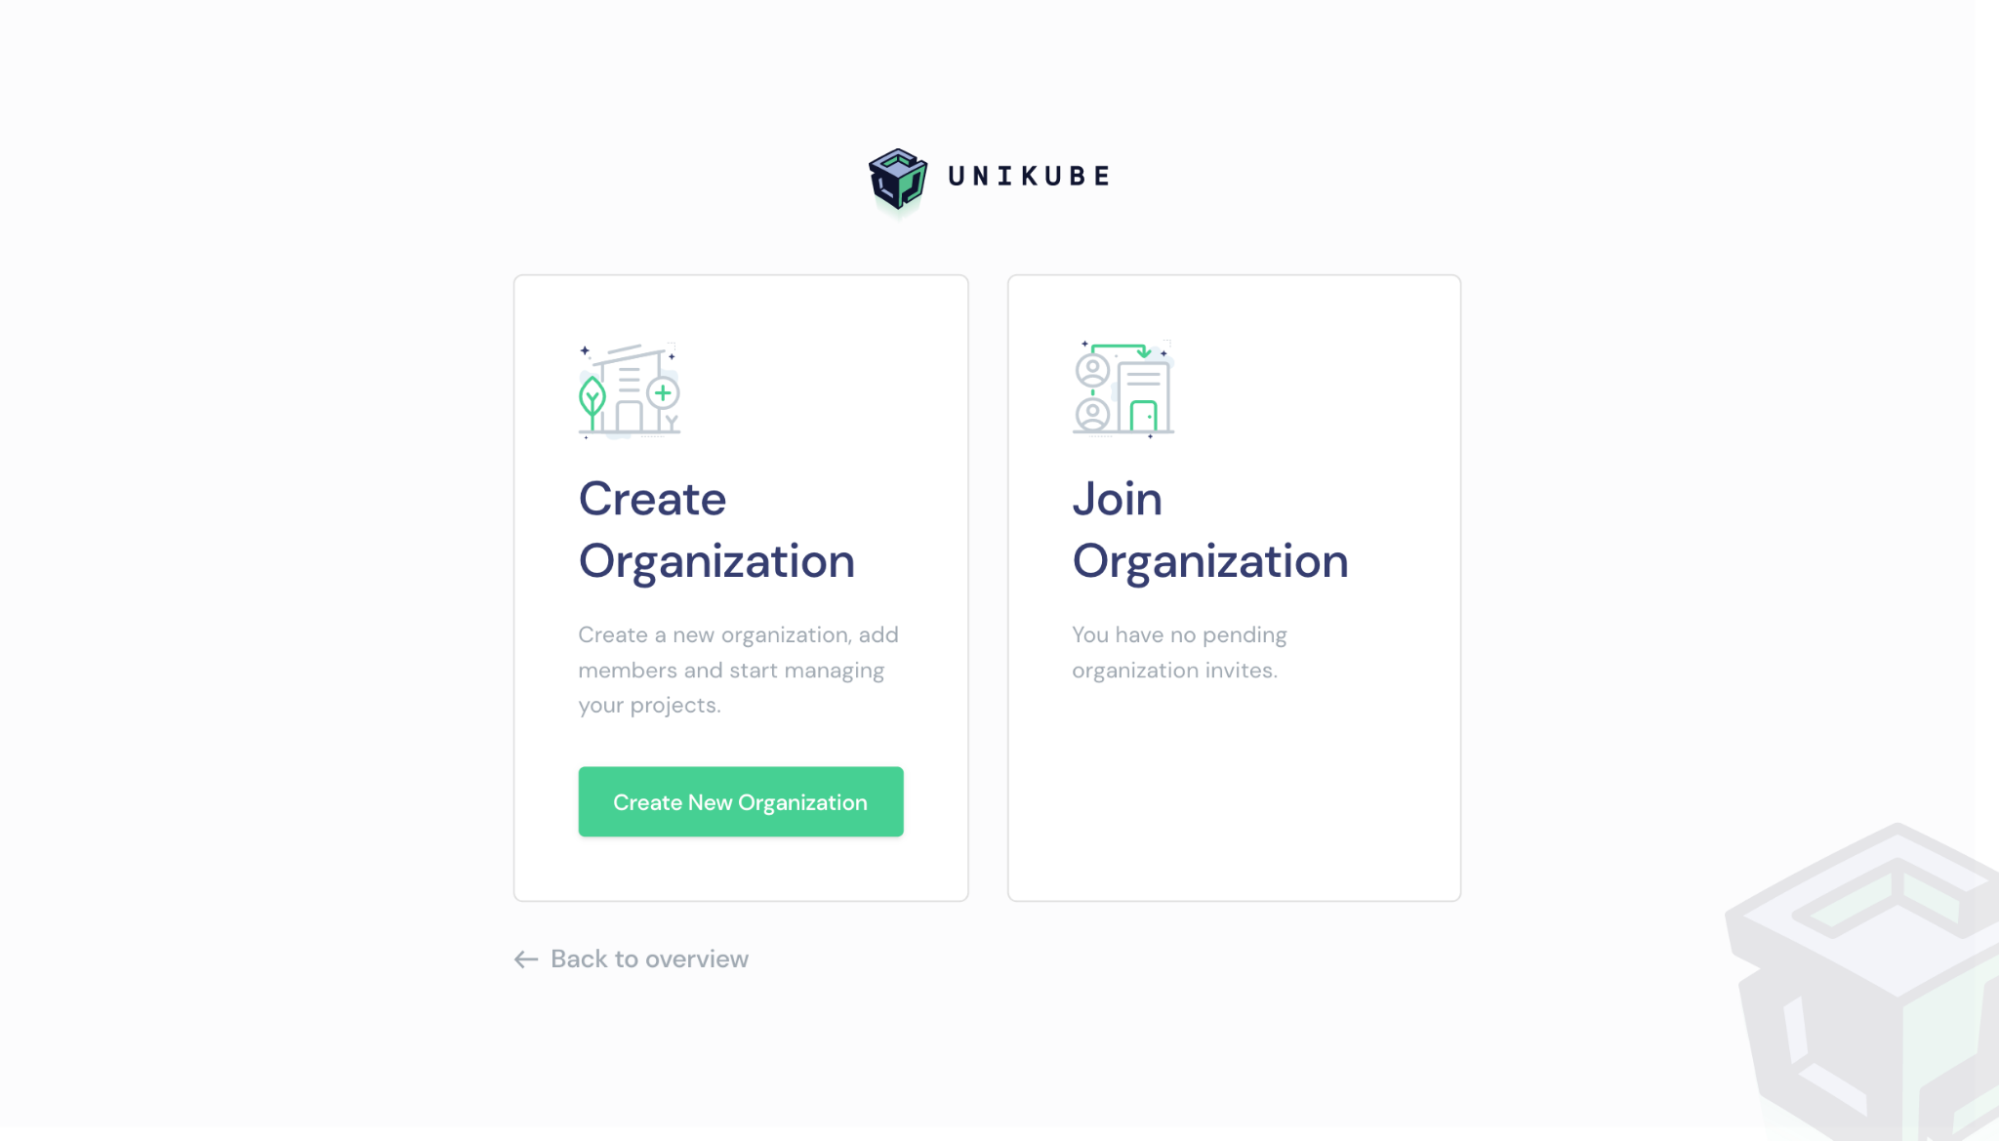 UNIKUBE
Create
Organization
Create a new organization, add
members and start managing
your projects.
Create New Organization
Join
Organization
You have no pending
organization invites.
Back to overview